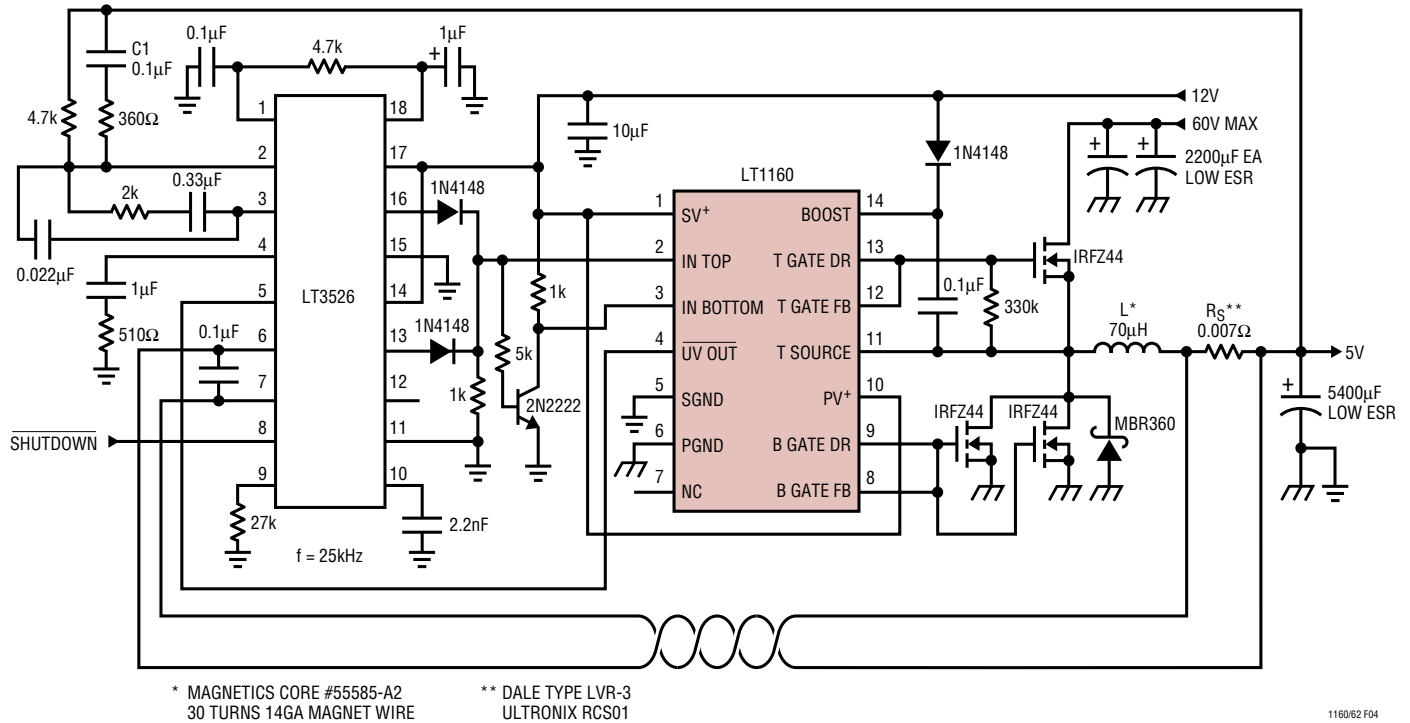 C1
0.1µF
0.1µF
4.7k
+
1µF
4.7k
360Ω
1
18
2
17
2k
0.33µF
3
16
1N4148
4
15
0.022µF
LT3526
1µF
5
14
510Ω
0.1µF
6
13
1N4148
7
12
SHUTDOWN
8
11
9
10
27k
2.2nF
f = 25kHz
10µF
1k
5k
1k
2N2222
12V
60V MAX
+
+
2200µF EA
LOW ESR
1N4148
LT1160
1
SV+
BOOST
14
2
IN TOP
T GATE DR
13
3
IN BOTTOM
T GATE FB
12
4
UV OUT
T SOURCE
11
5
SGND
PV+
10
6
PGND
B GATE DR
9
7
NC
B GATE FB
8
0.1µF
330k
IRFZ44
L*
70µH
RS**
0.007Ω
5V
IRFZ44
IRFZ44
MBR360
+
5400µF
LOW ESR
* MAGNETICS CORE #55585-A2
30 TURNS 14GA MAGNET WIRE
** DALE TYPE LVR-3
ULTRONIX RCS01
1160/62 F04